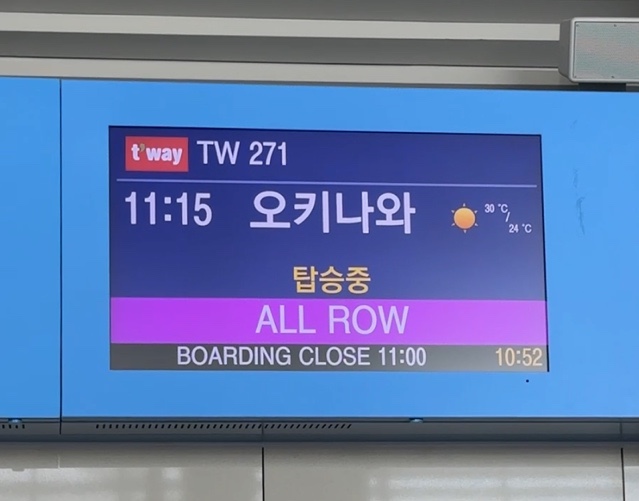 t'way TW 271
11:15 오키나와 30 ℃/ 24 ℃
탑승중
ALL ROW
BOARDING CLOSE 11:00 10:52